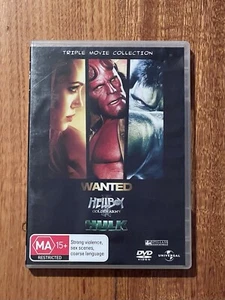 TRIPLE MOVIE COLLECTION
WANTED
HELLBOY
GOLDEN ARMY
HULK
MA 15+
RESTRICTED
Strong violence,
sex scenes,
coarse language
DVD
VIDEO
UNIVERSAL